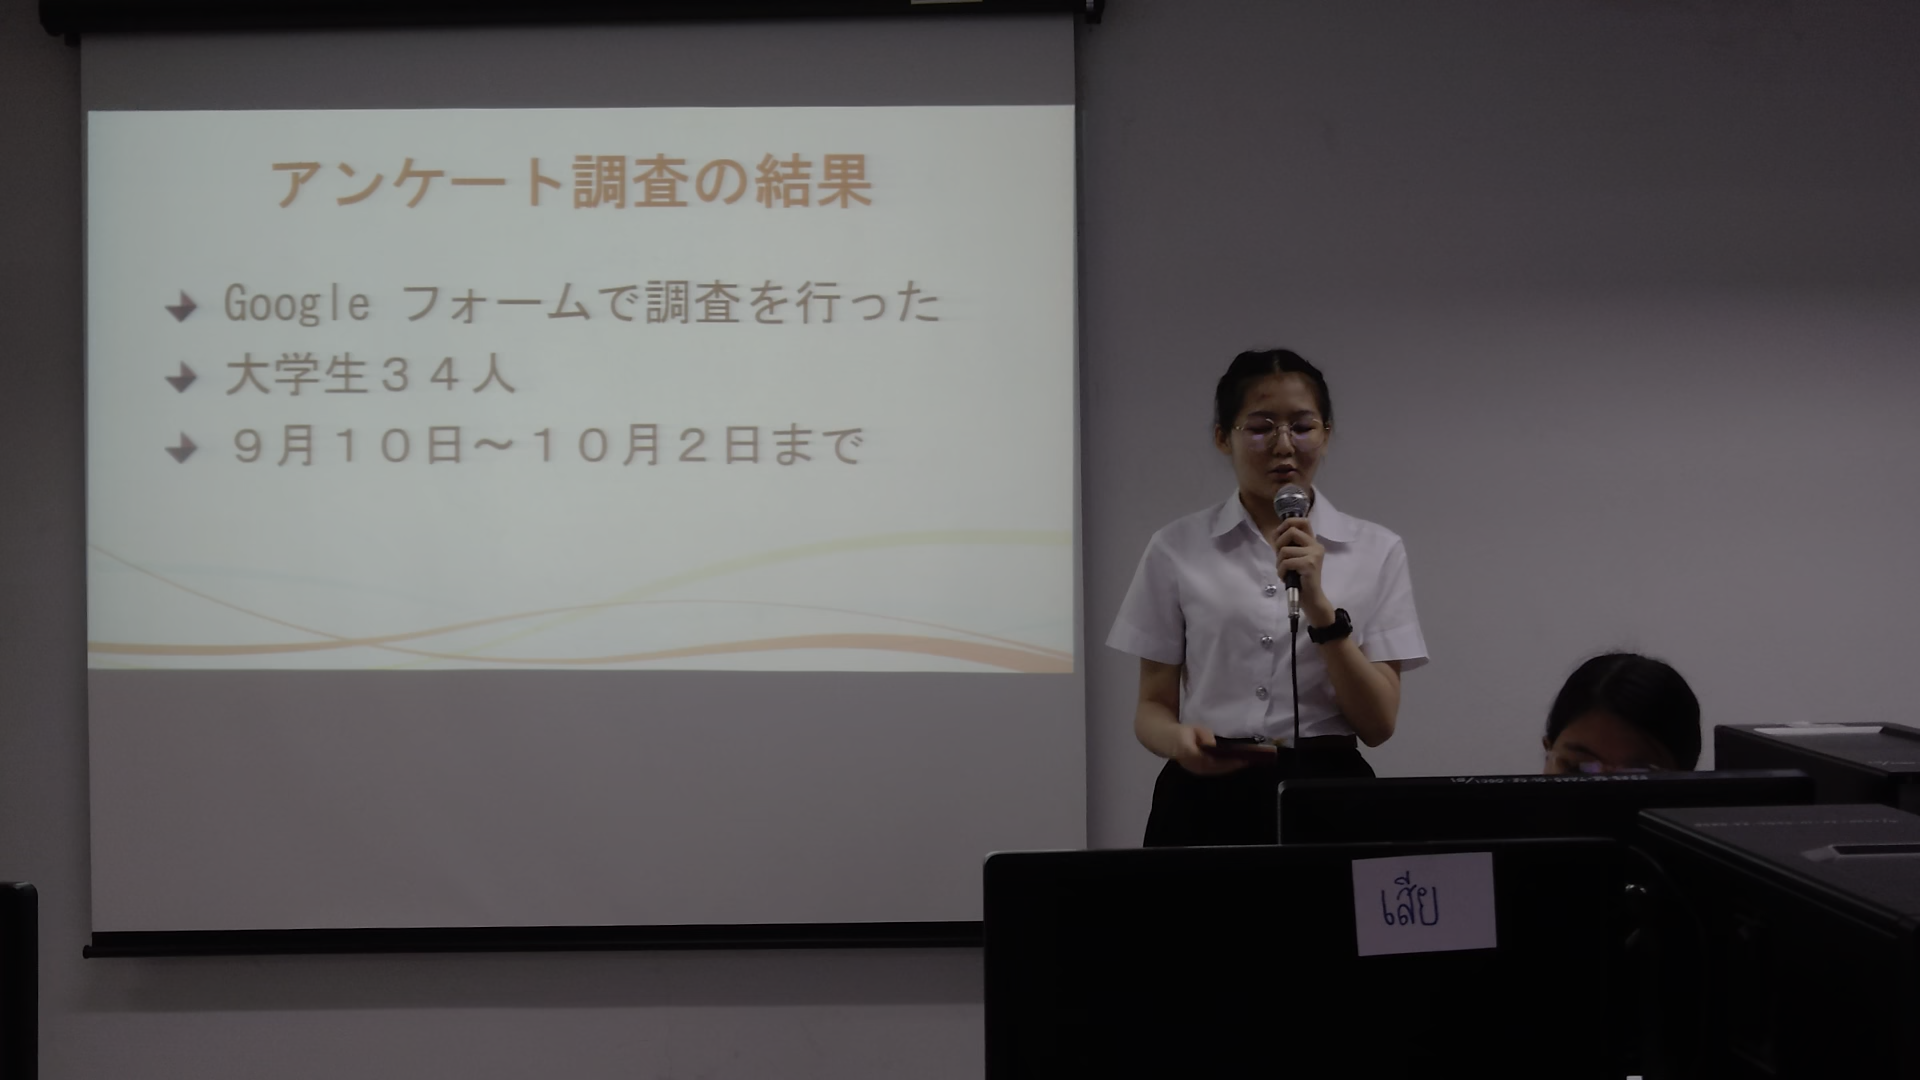 アンケート調査の結果
Google フォームで調査を行った
大学生３４人
９月１０日～１０月２日まで
เสีย